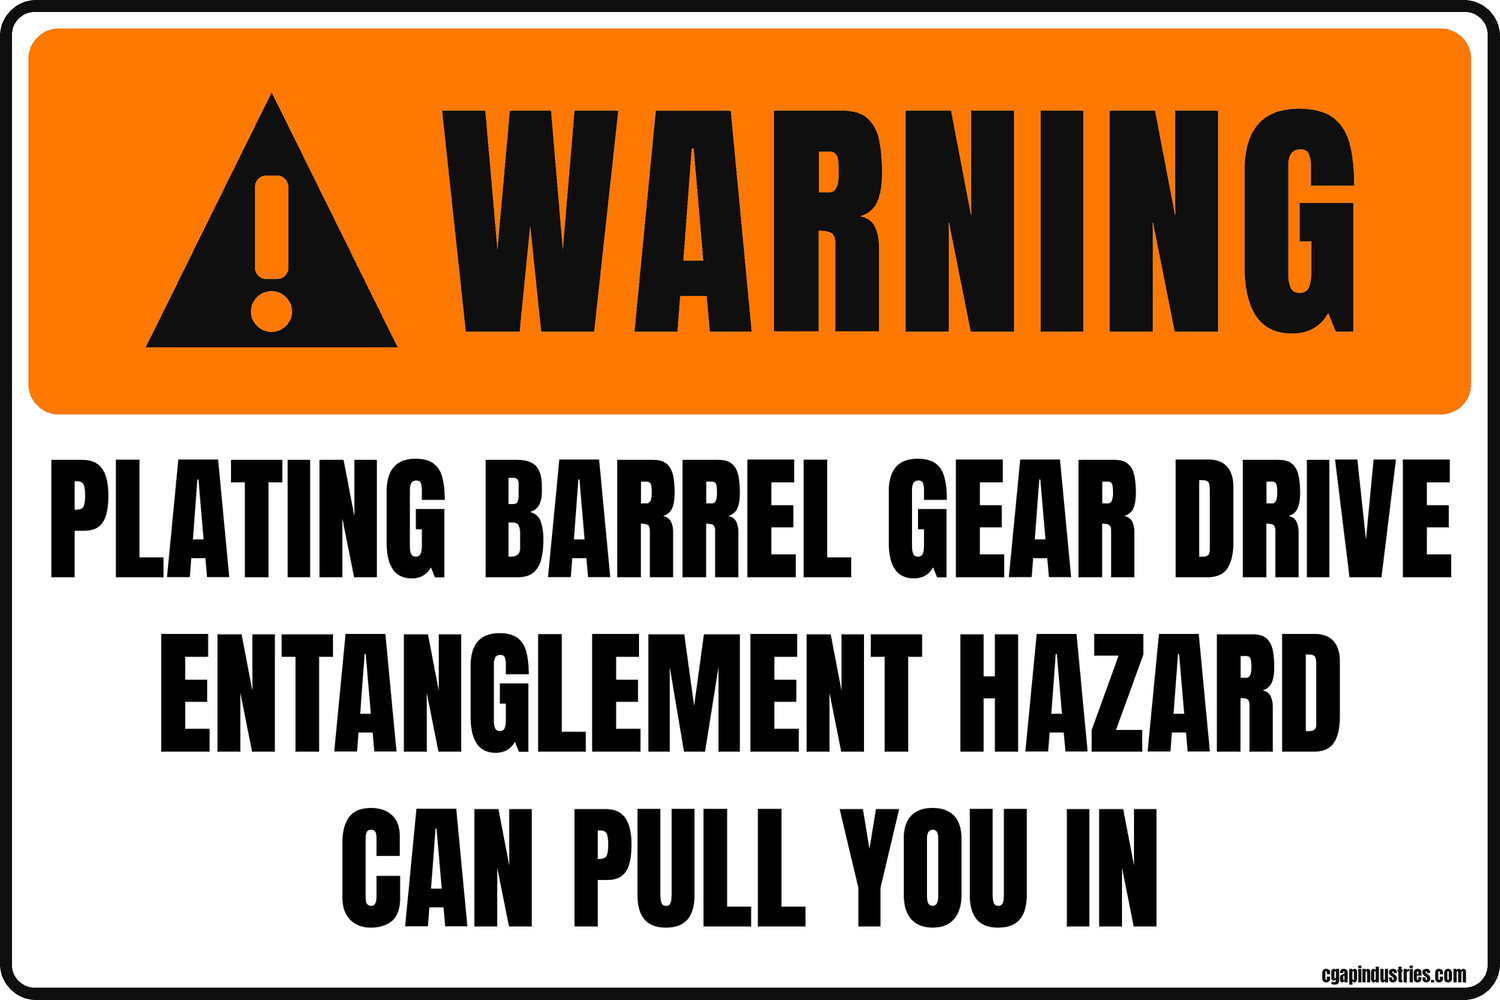 WARNING
PLATING BARREL GEAR DRIVE
ENTANGLEMENT HAZARD
CAN PULL YOU IN
cgapindustries.com